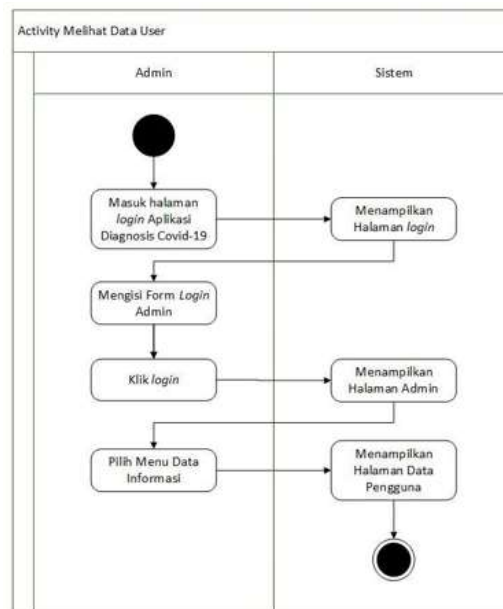 Activity Melihat Data User
Admin
Sistem
Masuk halaman
login Aplikasi
Diagnosis Covid-19
Menampilkan
Halaman login
Mengisi Form Login
Admin
Klik login
Menampilkan
Halaman Admin
Pilih Menu Data
Informasi
Menampilkan
Halaman Data
Pengguna